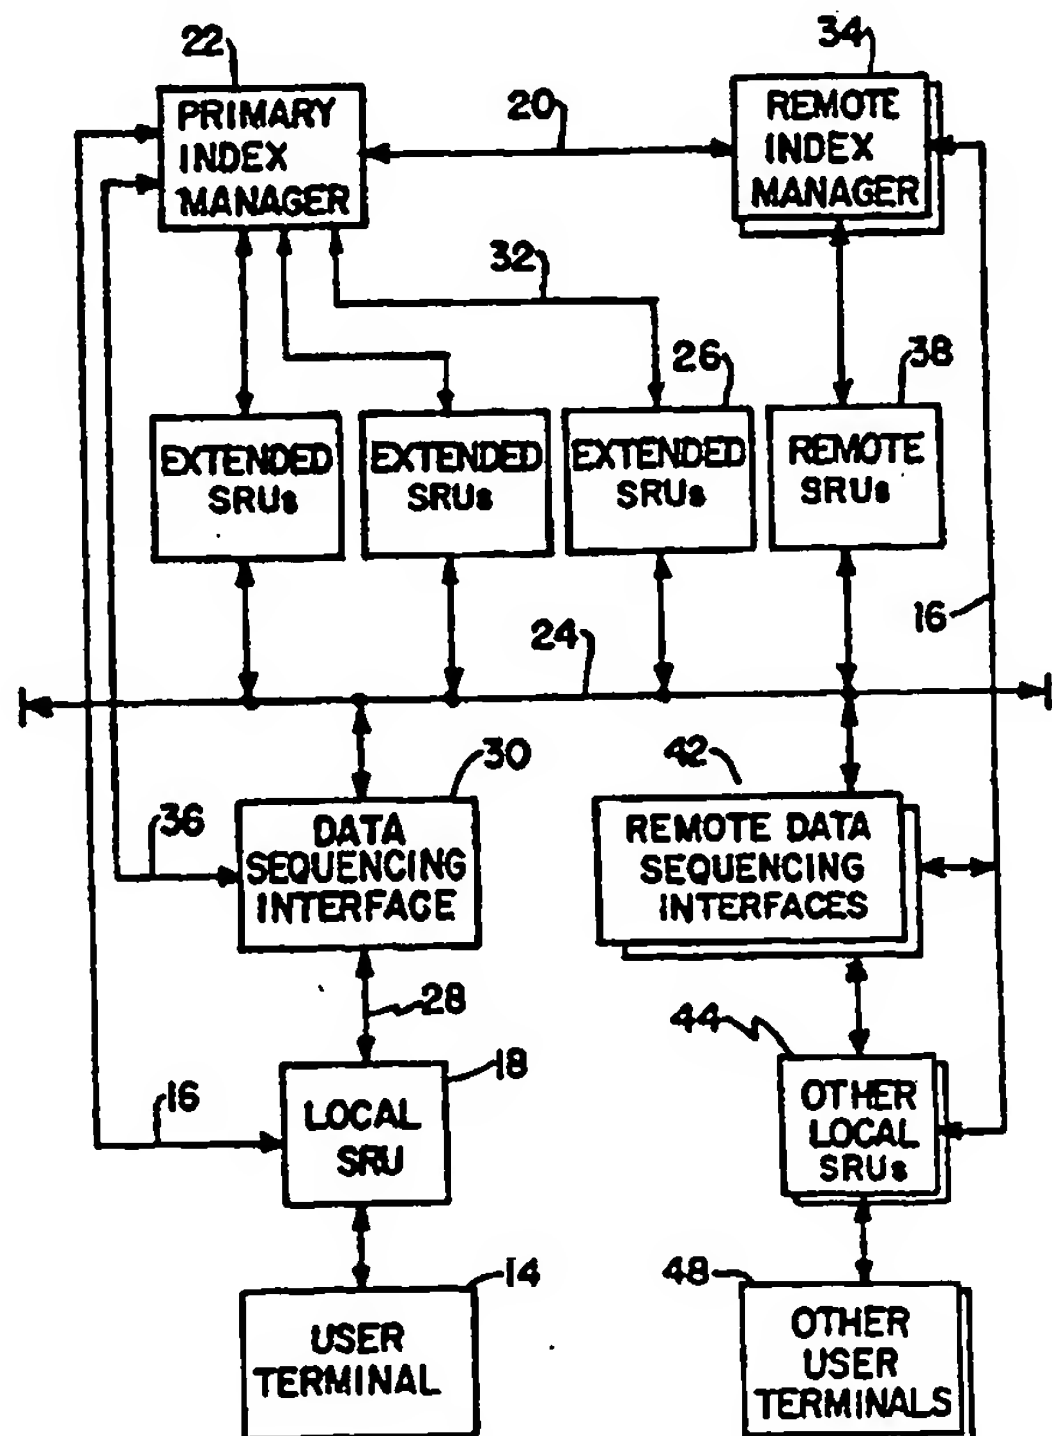 22
PRIMARY
INDEX
MANAGER
20
34
REMOTE
INDEX
MANAGER
32
26
38
EXTENDED
SRUs
EXTENDED
SRUs
EXTENDED
SRUs
REMOTE
SRUs
16
24
30
42
36
DATA
SEQUENCING
INTERFACE
REMOTE DATA
SEQUENCING
INTERFACES
28
44
18
16
LOCAL
SRU
OTHER
LOCAL
SRUs
14
48
USER
TERMINAL
OTHER
USER
TERMINALS